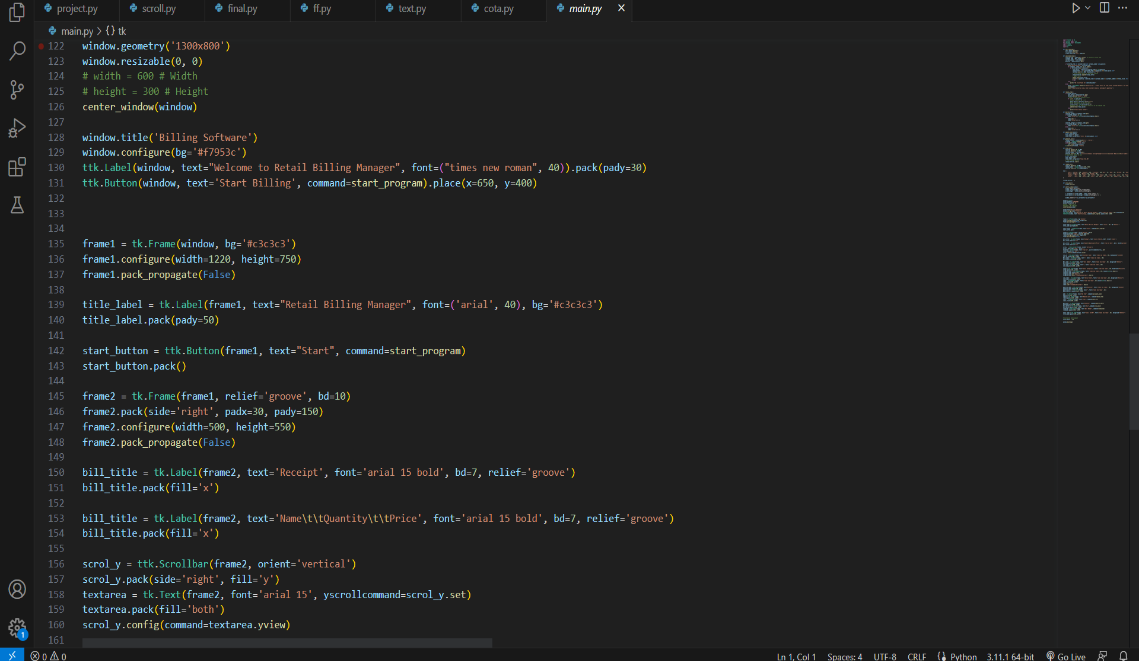 project.py scroll.py final.py ff.py text.py cota.py main.py X
main.py > {} tk
122 window.geometry('1300x800')
123 window.resizable(0, 0)
124 # width = 600 # Width
125 # height = 300 # Height
126 center_window(window)
127
128 window.title('Billing Software')
129 window.configure(bg='#f7953c')
130 ttk.Label(window, text="Welcome to Retail Billing Manager", font=("times new roman", 40)).pack(pady=30)
131 ttk.Button(window, text='Start Billing', command=start_program).place(x=650, y=400)
132
133
134
135 frame1 = tk.Frame(window, bg='#c3c3c3')
136 frame1.configure(width=1220, height=750)
137 frame1.pack_propagate(False)
138
139 title_label = tk.Label(frame1, text="Retail Billing Manager", font=('arial', 40), bg='#c3c3c3')
140 title_label.pack(pady=50)
141
142 start_button = ttk.Button(frame1, text="Start", command=start_program)
143 start_button.pack()
144
145 frame2 = tk.Frame(frame1, relief='groove', bd=10)
146 frame2.pack(side='right', padx=30, pady=150)
147 frame2.configure(width=500, height=550)
148 frame2.pack_propagate(False)
149
150 bill_title = tk.Label(frame2, text='Receipt', font='arial 15 bold', bd=7, relief='groove')
151 bill_title.pack(fill='x')
152
153 bill_title = tk.Label(frame2, text='Name\t\tQuantity\t\tPrice', font='arial 15 bold', bd=7, relief='groove')
154 bill_title.pack(fill='x')
155
156 scrol_y = ttk.Scrollbar(frame2, orient='vertical')
157 scrol_y.pack(side='right', fill='y')
158 textarea = tk.Text(frame2, font='arial 15', yscrollcommand=scrol_y.set)
159 textarea.pack(fill='both')
160 scrol_y.config(command=textarea.yview)
161
1
0 0 Ln 1, Col 1 Spaces: 4 UTF-8 CRLF {} Python 3.11.1 64-bit Go Live